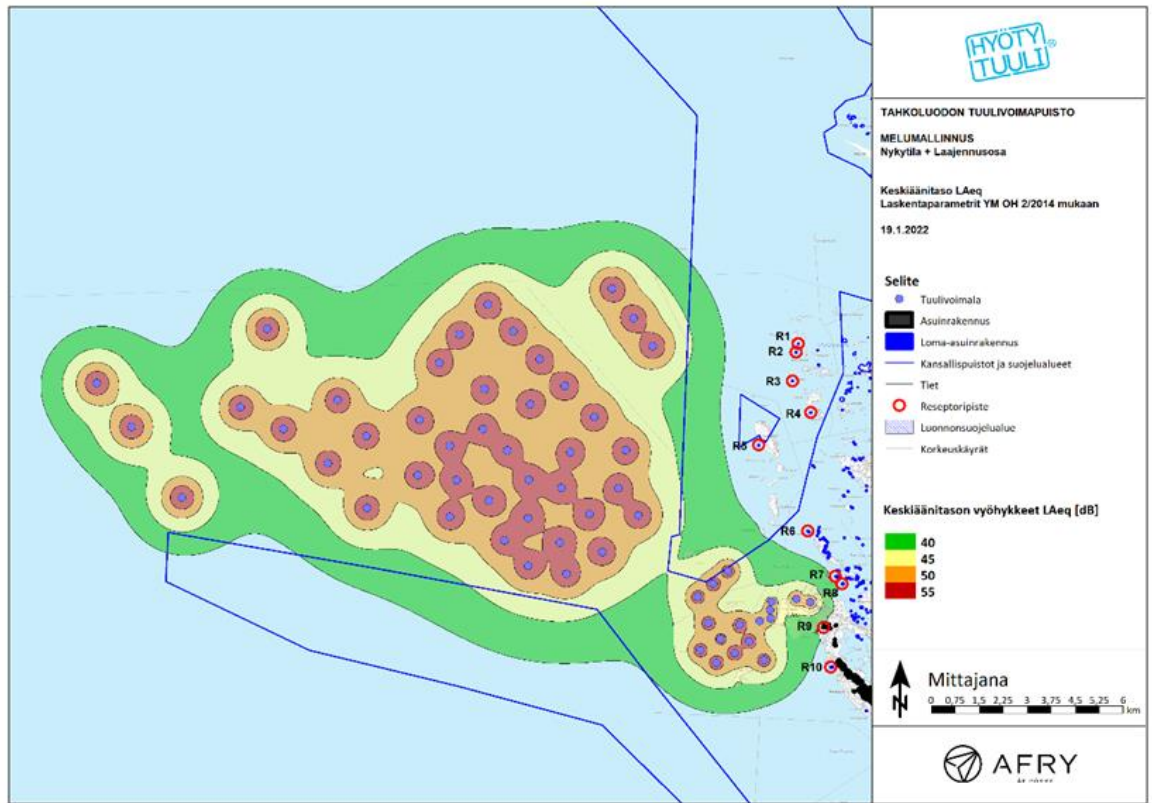 HYÖTY
TUULI®
TAHKOLUODON TUULIVOIMAPUISTO
MELUMALLINNUS
Nykytila + Laajennusosa
Keskiäänitaso LAeq
Laskentaparametrit YM OH 2/2014 mukaan
19.1.2022
Selite
Tuulivoimala
Asuinrakennus
Loma-asuinrakennus
Kansallispuistot ja suojelualueet
Tiet
Reseptoripiste
Luonnonsuojelualue
Korkeuskäyrät
Keskiäänitason vyöhykkeet LAeq [dB]
40
45
50
55
N
Mittajana
0 0,75 1,5 2,25 3 3,75 4,5 5,25 6
km
AFRY
R1
R2
R3
R4
R5
R6
R7
R8
R9
R10